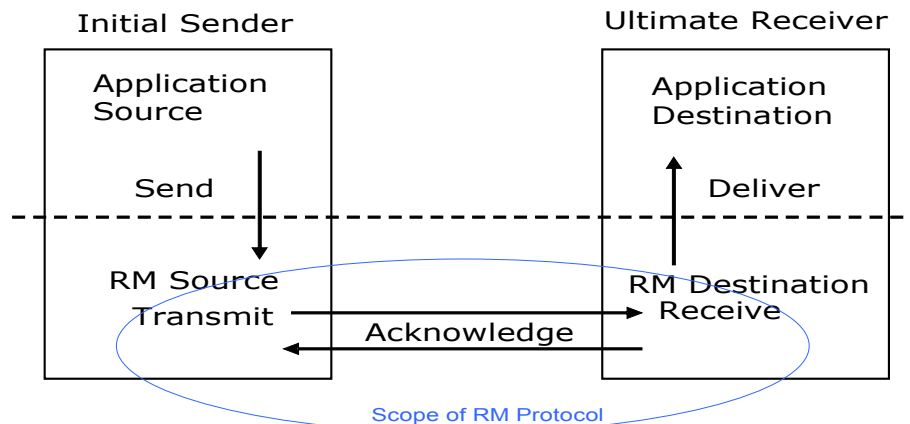 Initial Sender
Ultimate Receiver
Application
Source
Application
Destination
Send
Deliver
RM Source
Transmit
RM Destination
Receive
Acknowledge
Scope of RM Protocol